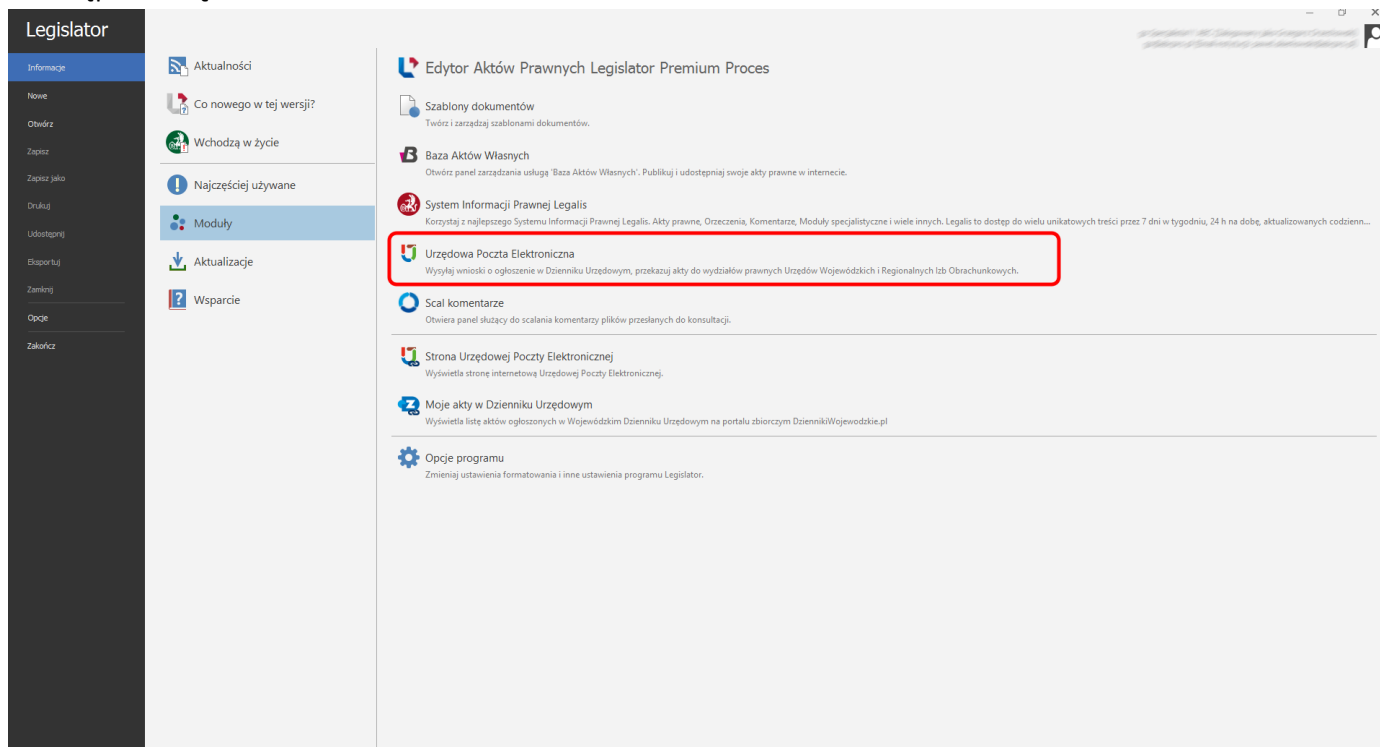 Legislator
Informacje
Nowe
Otwórz
Zapisz
Zapisz jako
Drukuj
Udostępnij
Eksportuj
Zamknij
Opcje
Zakończ
Aktualności
Co nowego w tej wersji?
Wchodzą w życie
Najczęściej używane
Moduły
Aktualizacje
Wsparcie
Edytor Aktów Prawnych Legislator Premium Proces
Szablony dokumentów
Twórz i zarządzaj szablonami dokumentów.
Baza Aktów Własnych
Otwórz panel zarządzania usługą 'Baza Aktów Własnych'. Publikuj i udostępniaj swoje akty prawne w internecie.
System Informacji Prawnej Legalis
Korzystaj z najlepszego Systemu Informacji Prawnej Legalis. Akty prawne, Orzeczenia, Komentarze, Moduły specjalistyczne i wiele innych. Legalis to dostęp do wielu unikatowych treści przez 7 dni w tygodniu, 24 h na dobę, aktualizowanych codzienn...
Urzędowa Poczta Elektroniczna
Wysyłaj wnioski o ogłoszenie w Dzienniku Urzędowym, przekazuj akty do wydziałów prawnych Urzędów Wojewódzkich i Regionalnych Izb Obrachunkowych.
Scal komentarze
Otwiera panel służący do scalania komentarzy plików przesłanych do konsultacji.
Strona Urzędowej Poczty Elektronicznej
Wyświetla stronę internetową Urzędowej Poczty Elektronicznej.
Moje akty w Dzienniku Urzędowym
Wyświetla listę aktów ogłoszonych w Wojewódzkim Dzienniku Urzędowym na portalu zbiorczym DziennikiWojewodzkie.pl
Opcje programu
Zmieniaj ustawienia formatowania i inne ustawienia programu Legislator.